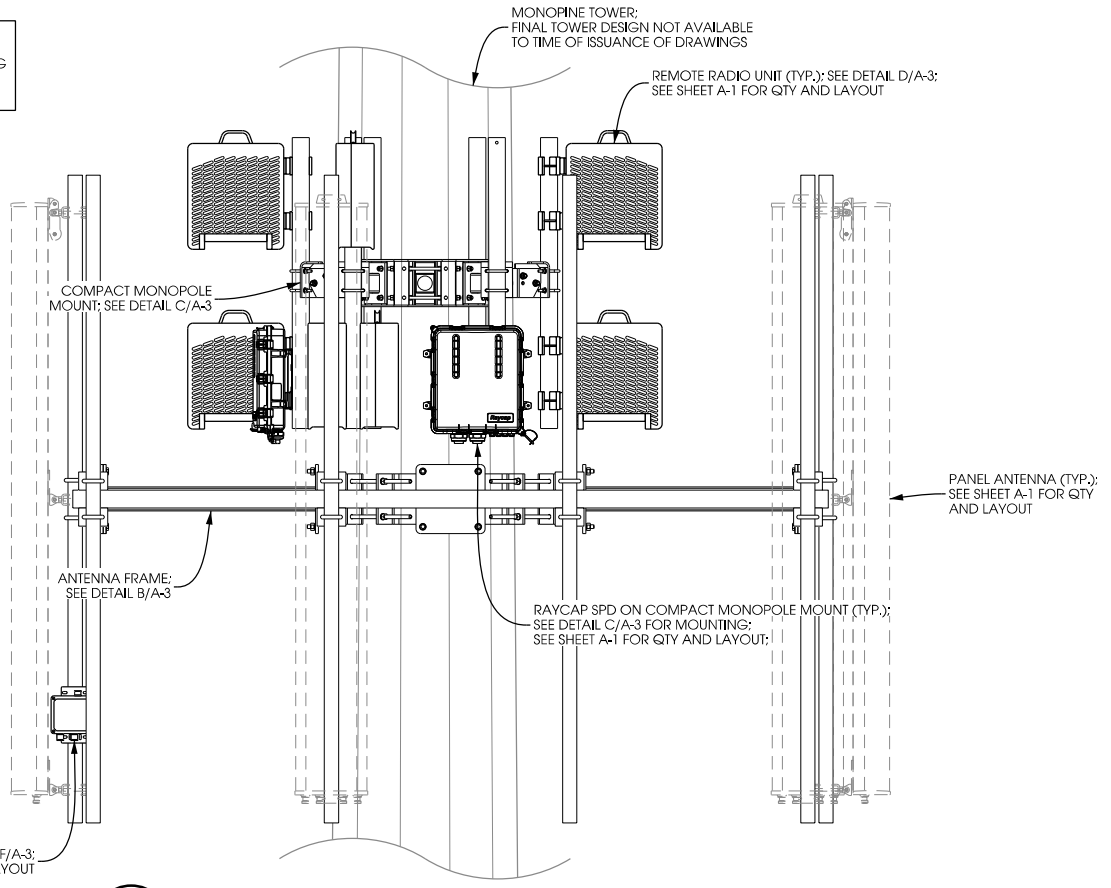 MONOPINE TOWER;
FINAL TOWER DESIGN NOT AVAILABLE
TO TIME OF ISSUANCE OF DRAWINGS
G
REMOTE RADIO UNIT (TYP.); SEE DETAIL D/A-3;
SEE SHEET A-1 FOR QTY AND LAYOUT
COMPACT MONOPOLE
MOUNT; SEE DETAIL C/A-3
Raycap
PANEL ANTENNA (TYP.);
SEE SHEET A-1 FOR QTY
AND LAYOUT
ANTENNA FRAME;
SEE DETAIL B/A-3
RAYCAP SPD ON COMPACT MONOPOLE MOUNT (TYP.);
SEE DETAIL C/A-3 FOR MOUNTING;
SEE SHEET A-1 FOR QTY AND LAYOUT;
F/A-3;
YOUT